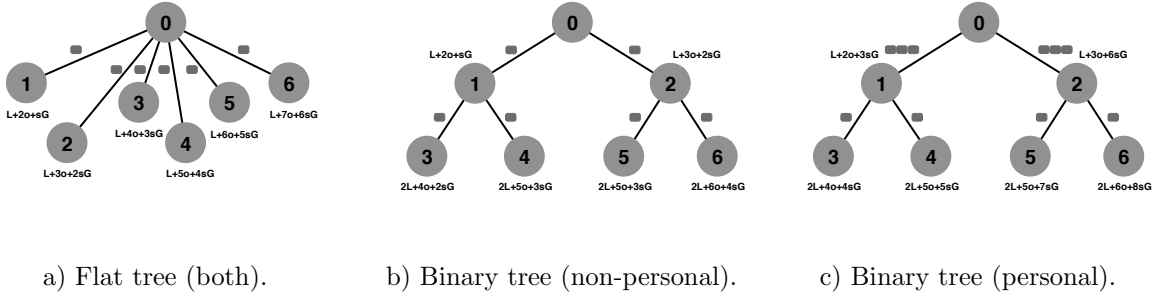 0
1
2
3
4
5
6
L+2o+sG
L+3o+2sG
L+4o+3sG
L+5o+4sG
L+6o+5sG
L+7o+6sG
a) Flat tree (both).
0
L+2o+sG
L+3o+2sG
1
2
3
4
5
6
2L+4o+2sG
2L+5o+3sG
2L+5o+3sG
2L+6o+4sG
b) Binary tree (non-personal).
0
L+2o+3sG
L+3o+6sG
1
2
3
4
5
6
2L+4o+4sG
2L+5o+5sG
2L+5o+7sG
2L+6o+8sG
c) Binary tree (personal).